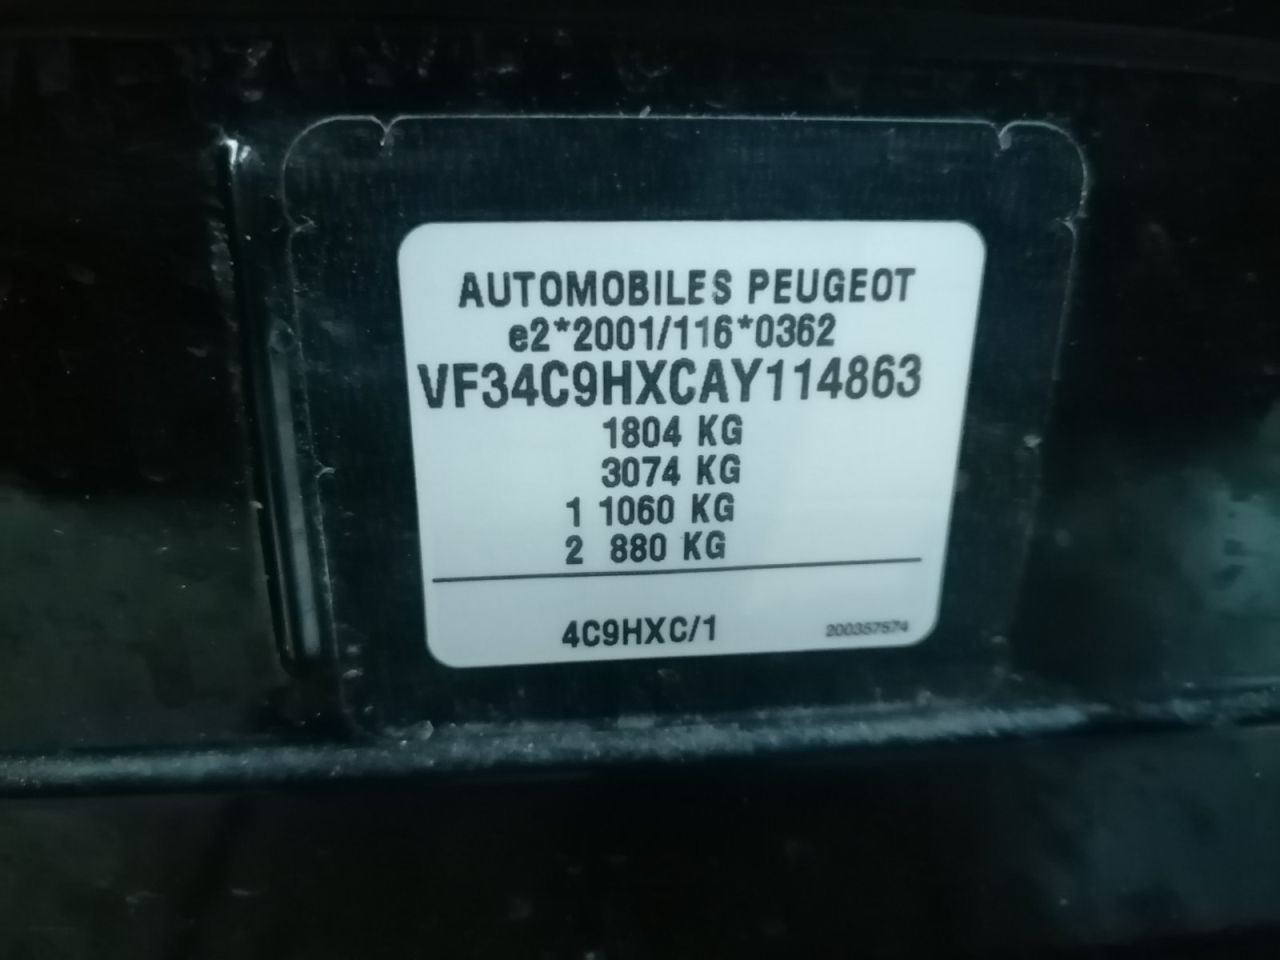 AUTOMOBILES PEUGEOT
e2*2001/116*0362
VF34C9HXCAY114863
1804 KG
3074 KG
1 1060 KG
2 880 KG
4C9HXC/1
200357574